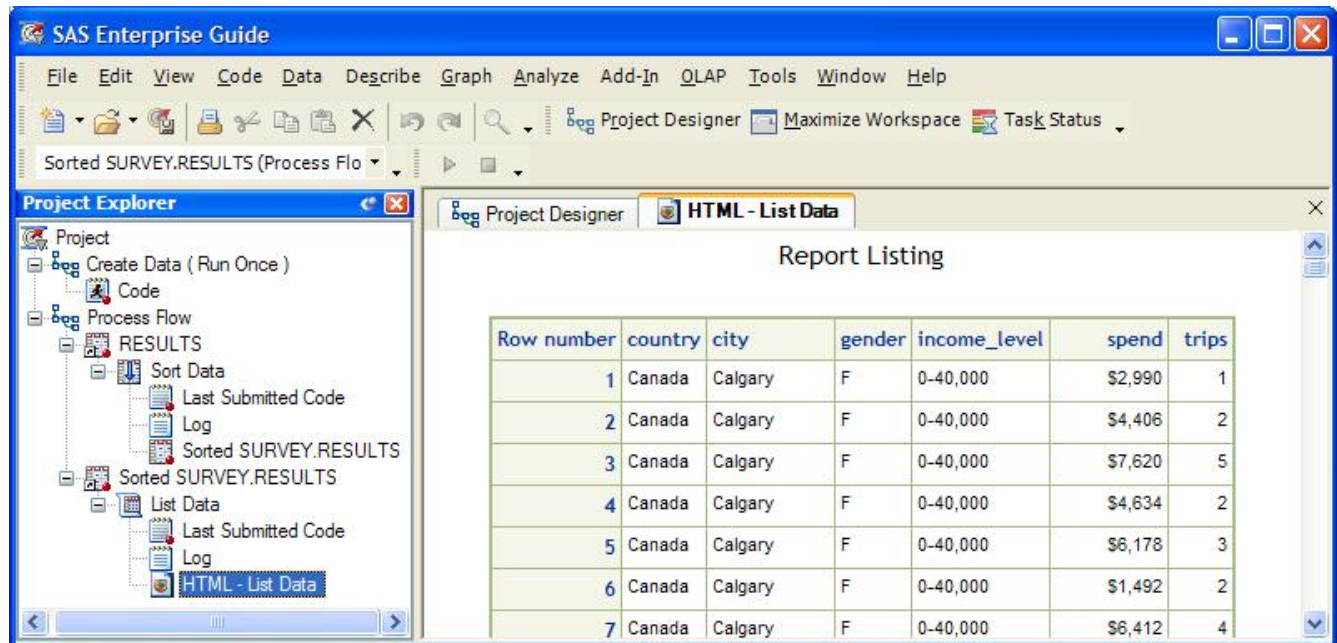 SAS Enterprise Guide
File Edit View Code Data Describe Graph Analyze Add-In OLAP Tools Window Help
Project Designer Maximize Workspace Task Status
Sorted SURVEY.RESULTS (Process Flo
Project Explorer
Project
Create Data ( Run Once )
Code
Process Flow
RESULTS
Sort Data
Last Submitted Code
Log
Sorted SURVEY.RESULTS
Sorted SURVEY.RESULTS
List Data
Last Submitted Code
Log
HTML - List Data
Project Designer HTML - List Data
Report Listing
Row number country city gender income_level spend trips
1 Canada Calgary F 0-40,000 $2,990 1
2 Canada Calgary F 0-40,000 $4,406 2
3 Canada Calgary F 0-40,000 $7,620 5
4 Canada Calgary F 0-40,000 $4,634 2
5 Canada Calgary F 0-40,000 $6,178 3
6 Canada Calgary F 0-40,000 $1,492 2
7 Canada Calgary F 0-40,000 $6,412 4